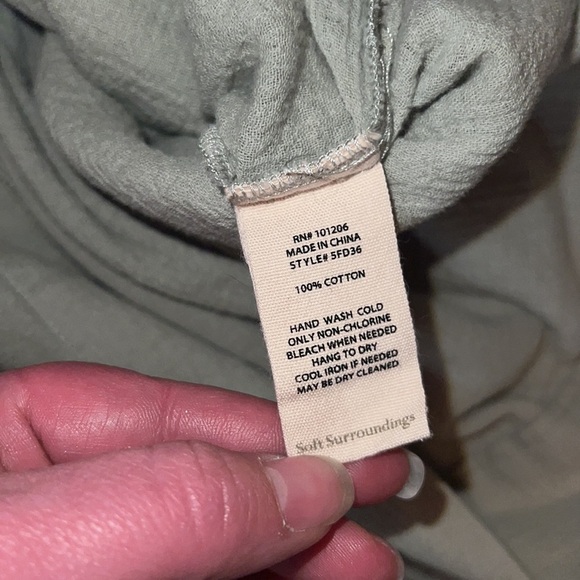 RN# 101206
MADE IN CHINA
STYLE# 5FD36
100% COTTON
HAND WASH COLD
ONLY NON-CHLORINE
BLEACH WHEN NEEDED
HANG TO DRY
COOL IRON IF NEEDED
MAY BE DRY CLEANED
Soft Surroundings